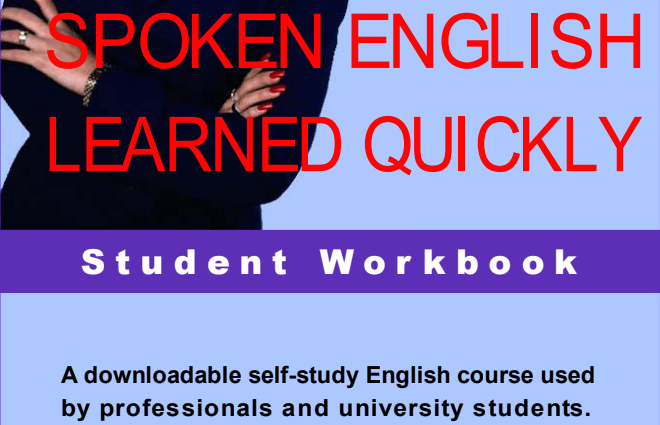 SPOKEN ENGLISH
LEARNED QUICKLY
Student Workbook
A downloadable self-study English course used
by professionals and university students.